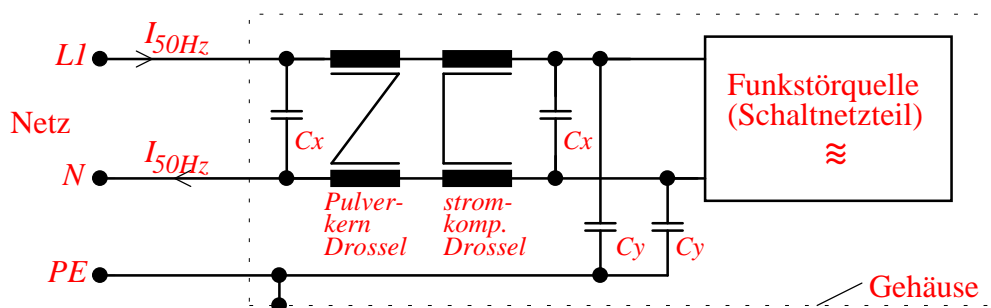 L1
I50Hz
Netz
Cx
Cx
Funkstörquelle
(Schaltnetzteil)
≋
N
I50Hz
Pulver-
kern
Drossel
strom-
komp.
Drossel
Cy
Cy
PE
Gehäuse